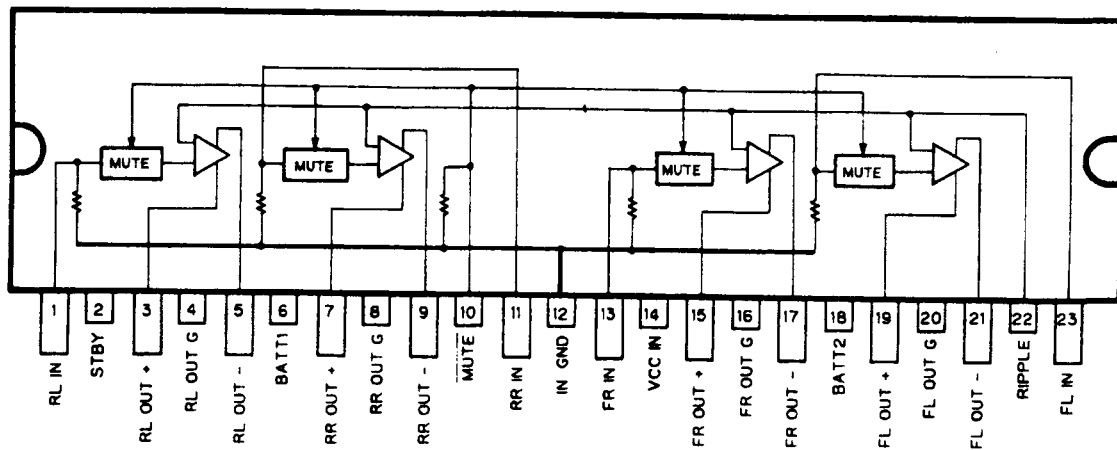 MUTE
MUTE
MUTE
MUTE
1 2 3 4 5 6 7 8 9 10 11 12 13 14 15 16 17 18 19 20 21 22 23
RL IN
STBY
RL OUT +
RL OUT G
RL OUT -
BATT1
RR OUT +
RR OUT G
RR OUT -
MUTE
RR IN
IN GND
FR IN
VCC IN
FR OUT +
FR OUT G
FR OUT -
BATT2
FL OUT +
FL OUT G
FL OUT -
RIPPLE
FL IN